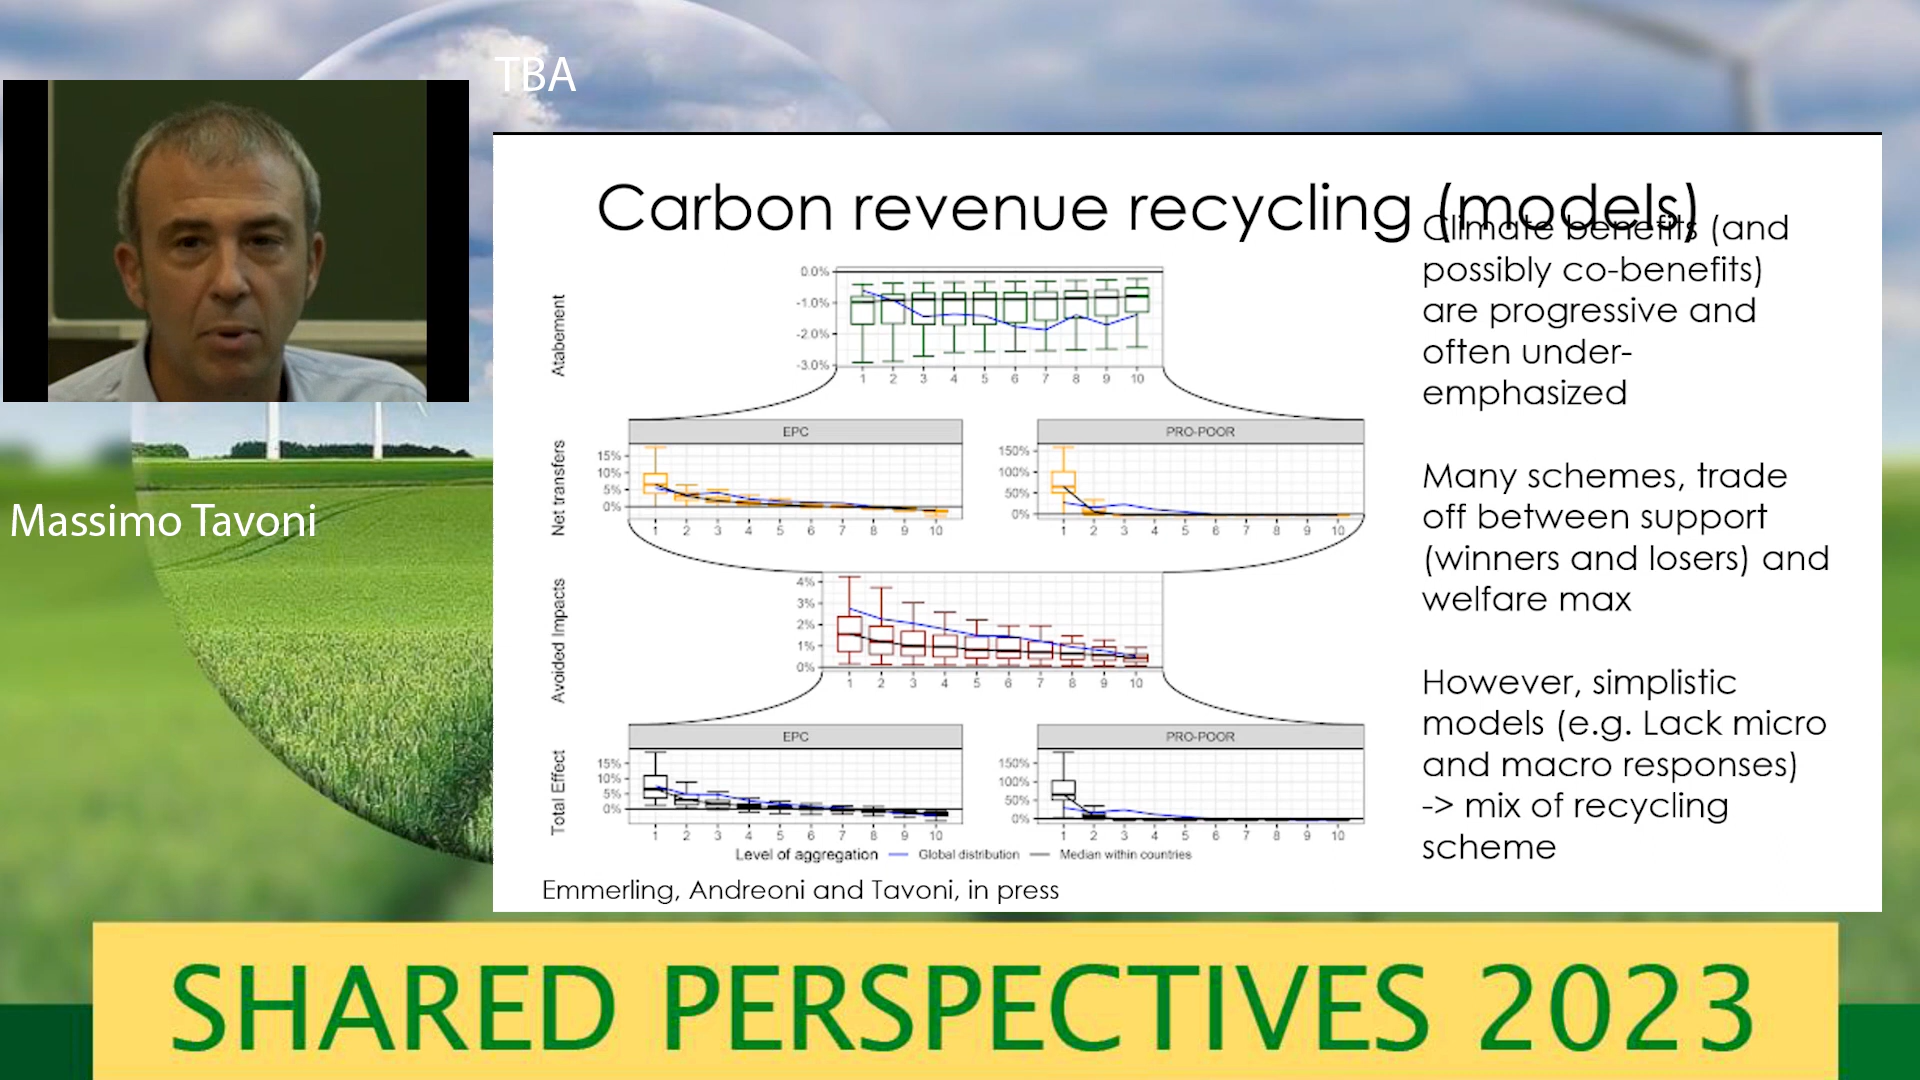 TBA
Massimo Tavoni
Carbon revenue recycling (models)
Atabement
0.0%
-1.0%
-2.0%
-3.0%
1 2 3 4 5 6 7 8 9 10
Net transfers
EPC
15%
10%
5%
0%
1 2 3 4 5 6 7 8 9 10
PRO-POOR
150%
100%
50%
0%
1 2 3 4 5 6 7 8 9 10
Avoided Impacts
4%
3%
2%
1%
0%
1 2 3 4 5 6 7 8 9 10
Total Effect
EPC
15%
10%
5%
0%
1 2 3 4 5 6 7 8 9 10
PRO-POOR
150%
100%
50%
0%
1 2 3 4 5 6 7 8 9 10
Level of aggregation Global distribution Median within countries
Emmerling, Andreoni and Tavoni, in press
Climate benefits (and
possibly co-benefits)
are progressive and
often under-
emphasized
Many schemes, trade
off between support
(winners and losers) and
welfare max
However, simplistic
models (e.g. Lack micro
and macro responses)
-> mix of recycling
scheme
SHARED PERSPECTIVES 2023